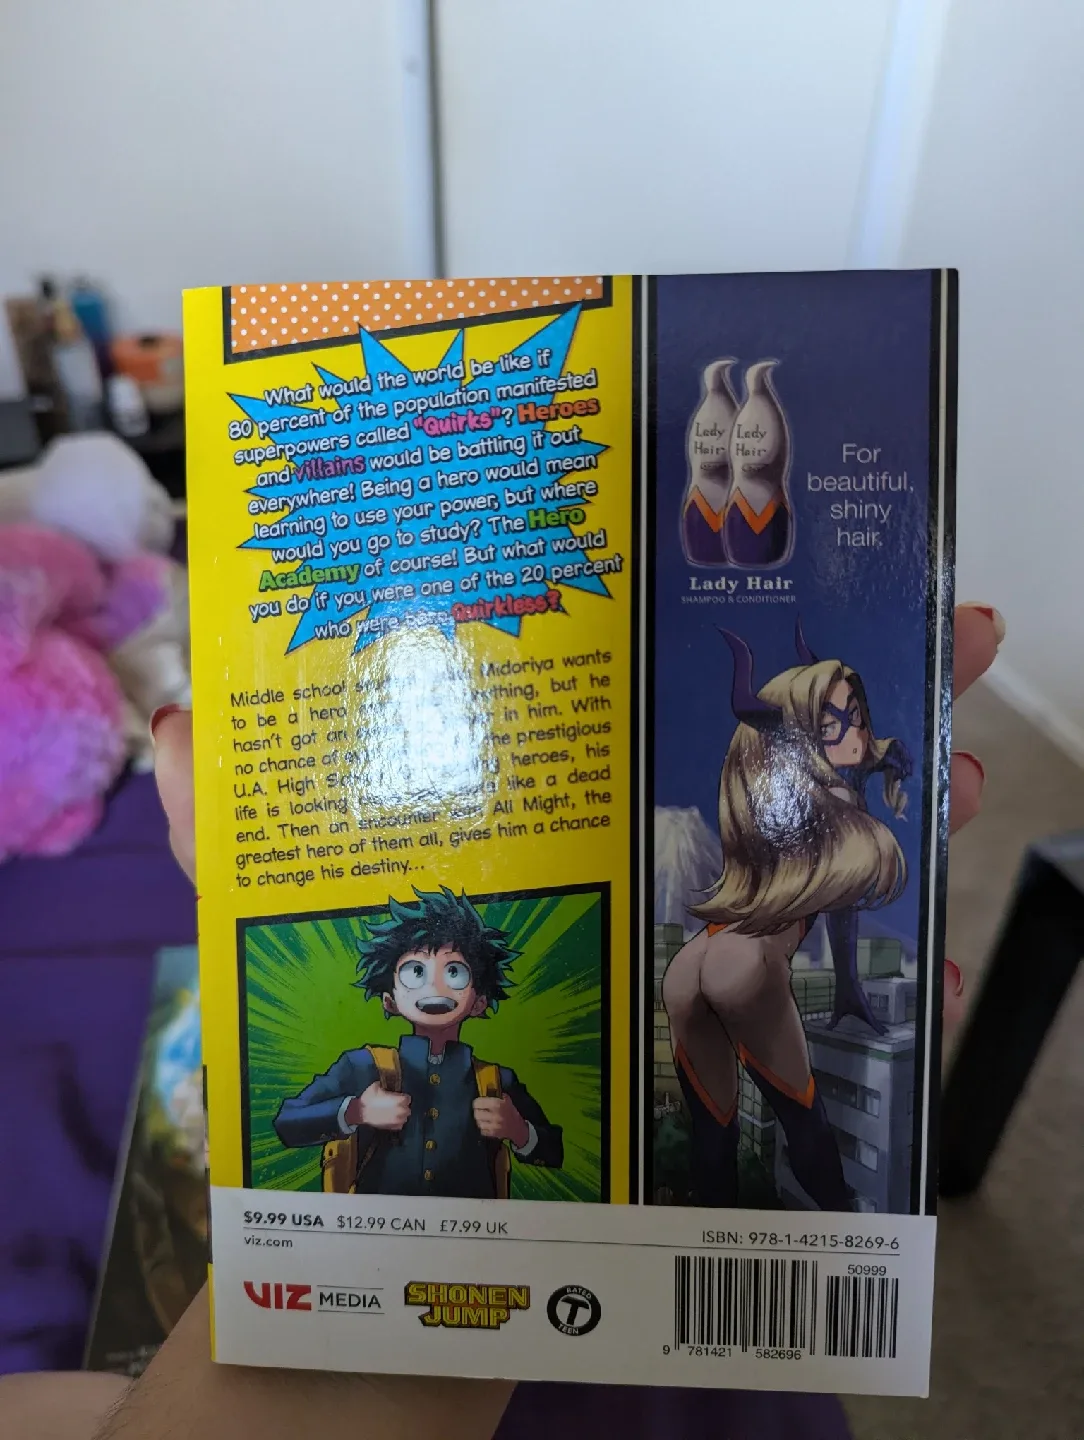 What would the world be like if
80 percent of the population manifested
superpowers called "Quirks"? Heroes
and villains would be battling it out
everywhere! Being a hero would mean
learning to use your power, but where
would you go to study? The Hero
Academy of course! But what would
you do if you were one of the 20 percent
who were Quirkless?
Middle school Midoriya wants
to be a hero but he
hasn't got in him. With
no chance of the prestigious
U.A. High heroes, his
life is looking like a dead
end. Then an encounter with All Might, the
greatest hero of them all, gives him a chance
to change his destiny...
Lady Hair
Lady Hair
For
beautiful,
shiny
hair.
Lady Hair
SHAMPOO & CONDITIONER
$9.99 USA $12.99 CAN £7.99 UK
viz.com
VIZ MEDIA
SHONEN
JUMP
RATED
T
TEEN
ISBN: 978-1-4215-8269-6
50999
9 781421 582696